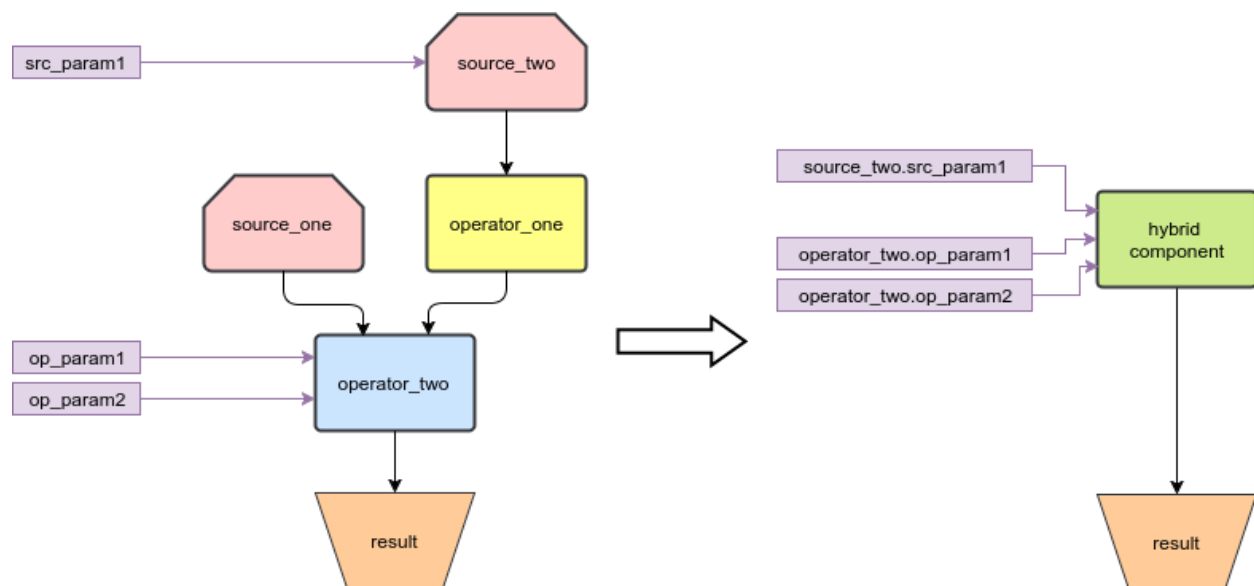 src_param1
source_two
source_one
operator_one
op_param1
op_param2
operator_two
result
source_two.src_param1
operator_two.op_param1
operator_two.op_param2
hybrid
component
result